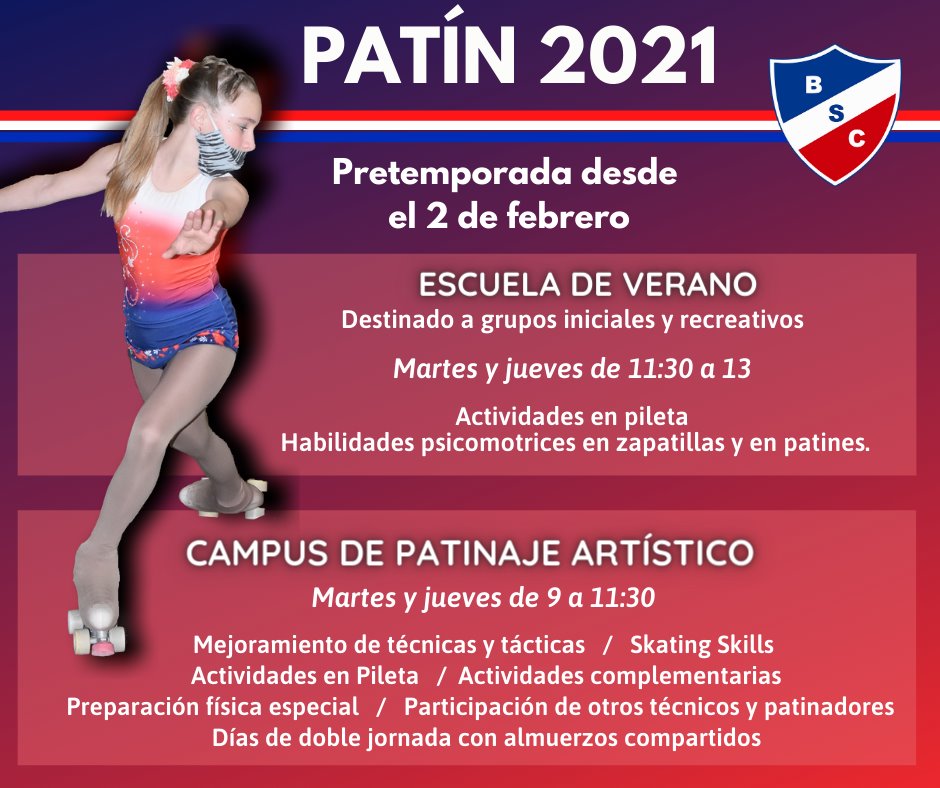 PATÍN 2021
B
S
C
Pretemporada desde
el 2 de febrero
ESCUELA DE VERANO
Destinado a grupos iniciales y recreativos
Martes y jueves de 11:30 a 13
Actividades en pileta
Habilidades psicomotrices en zapatillas y en patines.
CAMPUS DE PATINAJE ARTÍSTICO
Martes y jueves de 9 a 11:30
Mejoramiento de técnicas y tácticas / Skating Skills
Actividades en Pileta / Actividades complementarias
Preparación física especial / Participación de otros técnicos y patinadores
Días de doble jornada con almuerzos compartidos